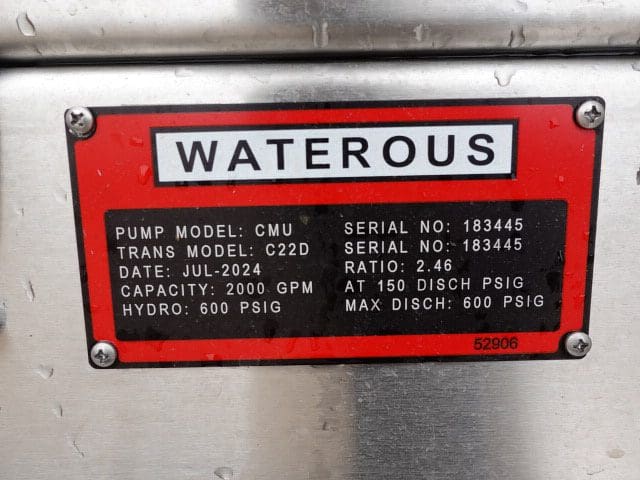 WATEROUS
PUMP MODEL: CMU SERIAL NO: 183445
TRANS MODEL: C22D SERIAL NO: 183445
DATE: JUL-2024 RATIO: 2.46
CAPACITY: 2000 GPM AT 150 DISCH PSIG
HYDRO: 600 PSIG MAX DISCH: 600 PSIG
52906